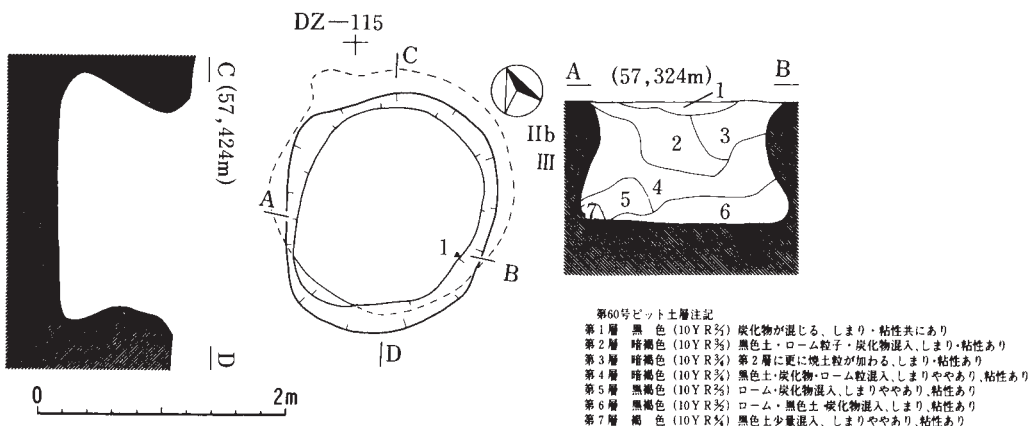 DZ—115
C
C (57,424m)
A
1
B
D
D
IIb
III
A (57,324m) B
1
2
3
4
5
6
7
0 2m
第60号ピット土層注記
第1層 黒 色 (10YR2/1) 炭化物が混じる、しまり・粘性共にあり
第2層 暗褐色 (10YR3/3) 黒色土・ローム粒子・炭化物混入、しまり・粘性あり
第3層 暗褐色 (10YR3/4) 第2層に更に焼土粒が加わる、しまり・粘性あり
第4層 暗褐色 (10YR3/4) 黒色土・炭化物・ローム粒混入、しまりややあり、粘性あり
第5層 黒褐色 (10YR2/3) ローム・炭化物混入、しまりややあり、粘性あり
第6層 黒褐色 (10YR3/2) ローム・黒色土・炭化物混入、しまり、粘性あり
第7層 褐 色 (10YR4/4) 黒色土少量混入、しまりややあり、粘性あり